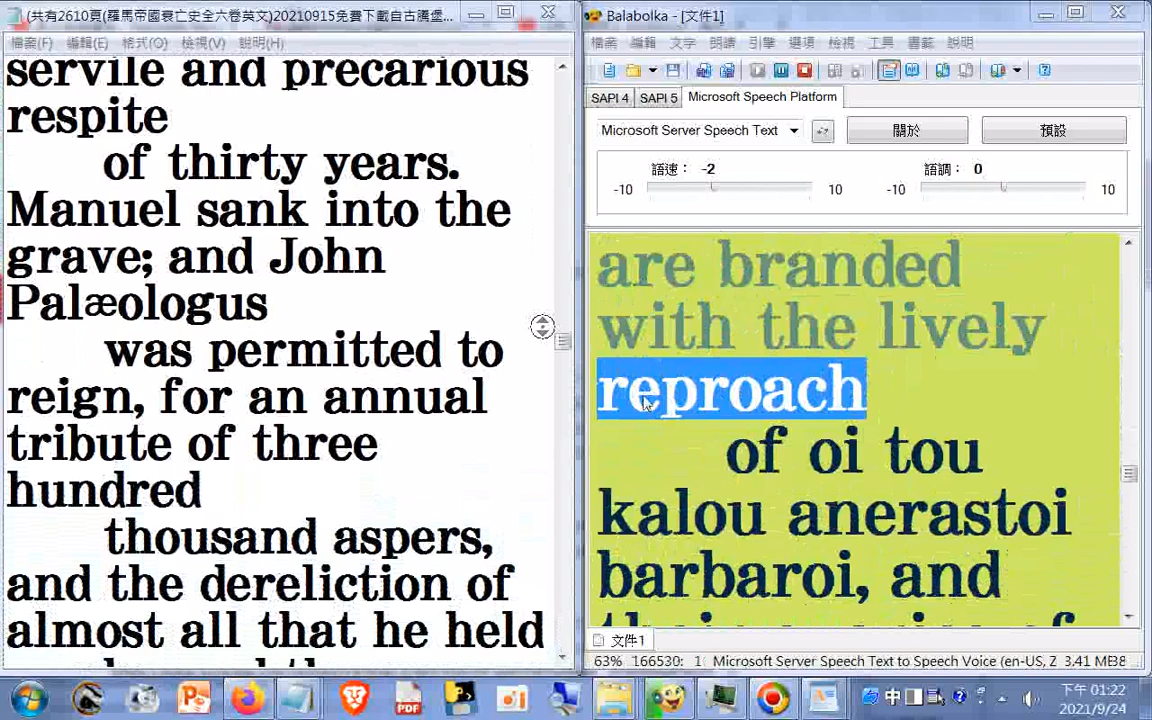 (共有2610頁(羅馬帝國衰亡史全六卷英文)20210915免費下載自古騰堡...
檔案(F) 編輯(E) 格式(O) 檢視(V) 說明(H)
servile and precarious
respite
of thirty years.
Manuel sank into the
grave; and John
Palæologus
was permitted to
reign, for an annual
tribute of three
hundred
thousand aspers,
and the dereliction of
almost all that he held
Balabolka - [文件1]
檔案 編輯 文字 朗讀 引擎 選項 檢視 工具 書籤 說明
SAPI 4 SAPI 5 Microsoft Speech Platform
Microsoft Server Speech Text 關於 預設
語速： -2 語調： 0
-10 10 -10 10
are branded
with the lively
reproach
of oi tou
kalou anerastoi
barbaroi, and
文件1
63% 166530: 1 Microsoft Server Speech Text to Speech Voice (en-US, Z 3,41 MB
中 下午 01:22
2021/9/24